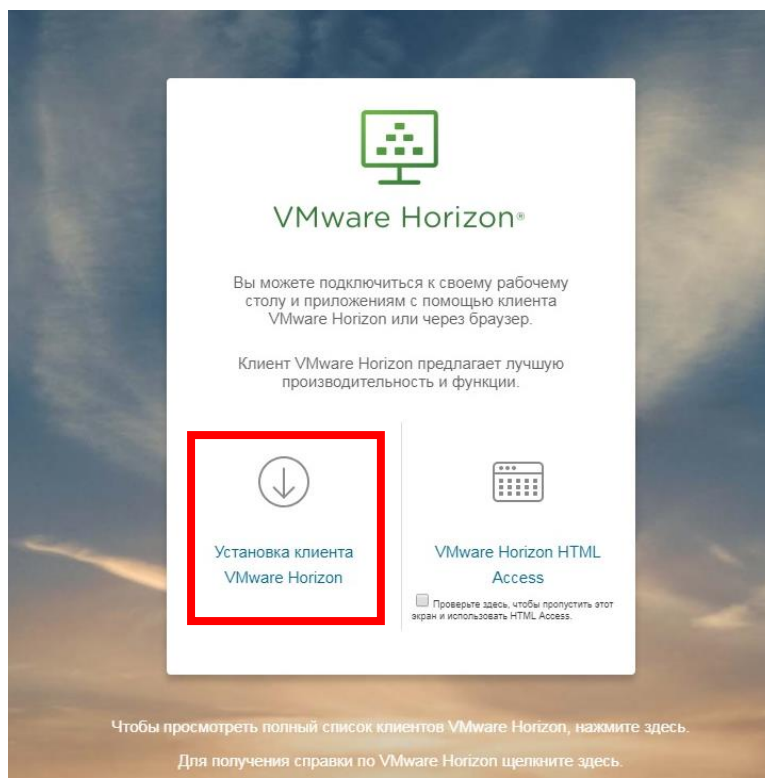 VMware Horizon®
Вы можете подключиться к своему рабочему
столу и приложениям с помощью клиента
VMware Horizon или через браузер.
Клиент VMware Horizon предлагает лучшую
производительность и функции.
Установка клиента
VMware Horizon
VMware Horizon HTML
Access
Проверьте здесь, чтобы пропустить этот
экран и использовать HTML Access.
Чтобы просмотреть полный список клиентов VMware Horizon, нажмите здесь.
Для получения справки по VMware Horizon щелкните здесь.